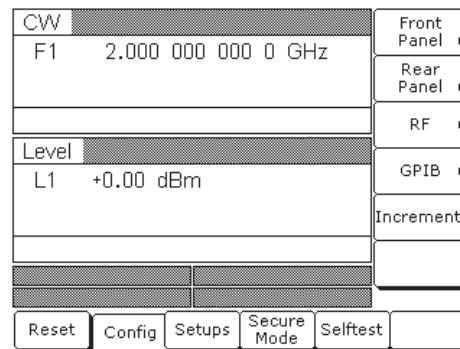 CW
F1 2.000 000 000 0 GHz
Level
L1 +0.00 dBm
Front
Panel
Rear
Panel
RF
GPIB
Increment
Reset
Config
Setups
Secure
Mode
Selftest